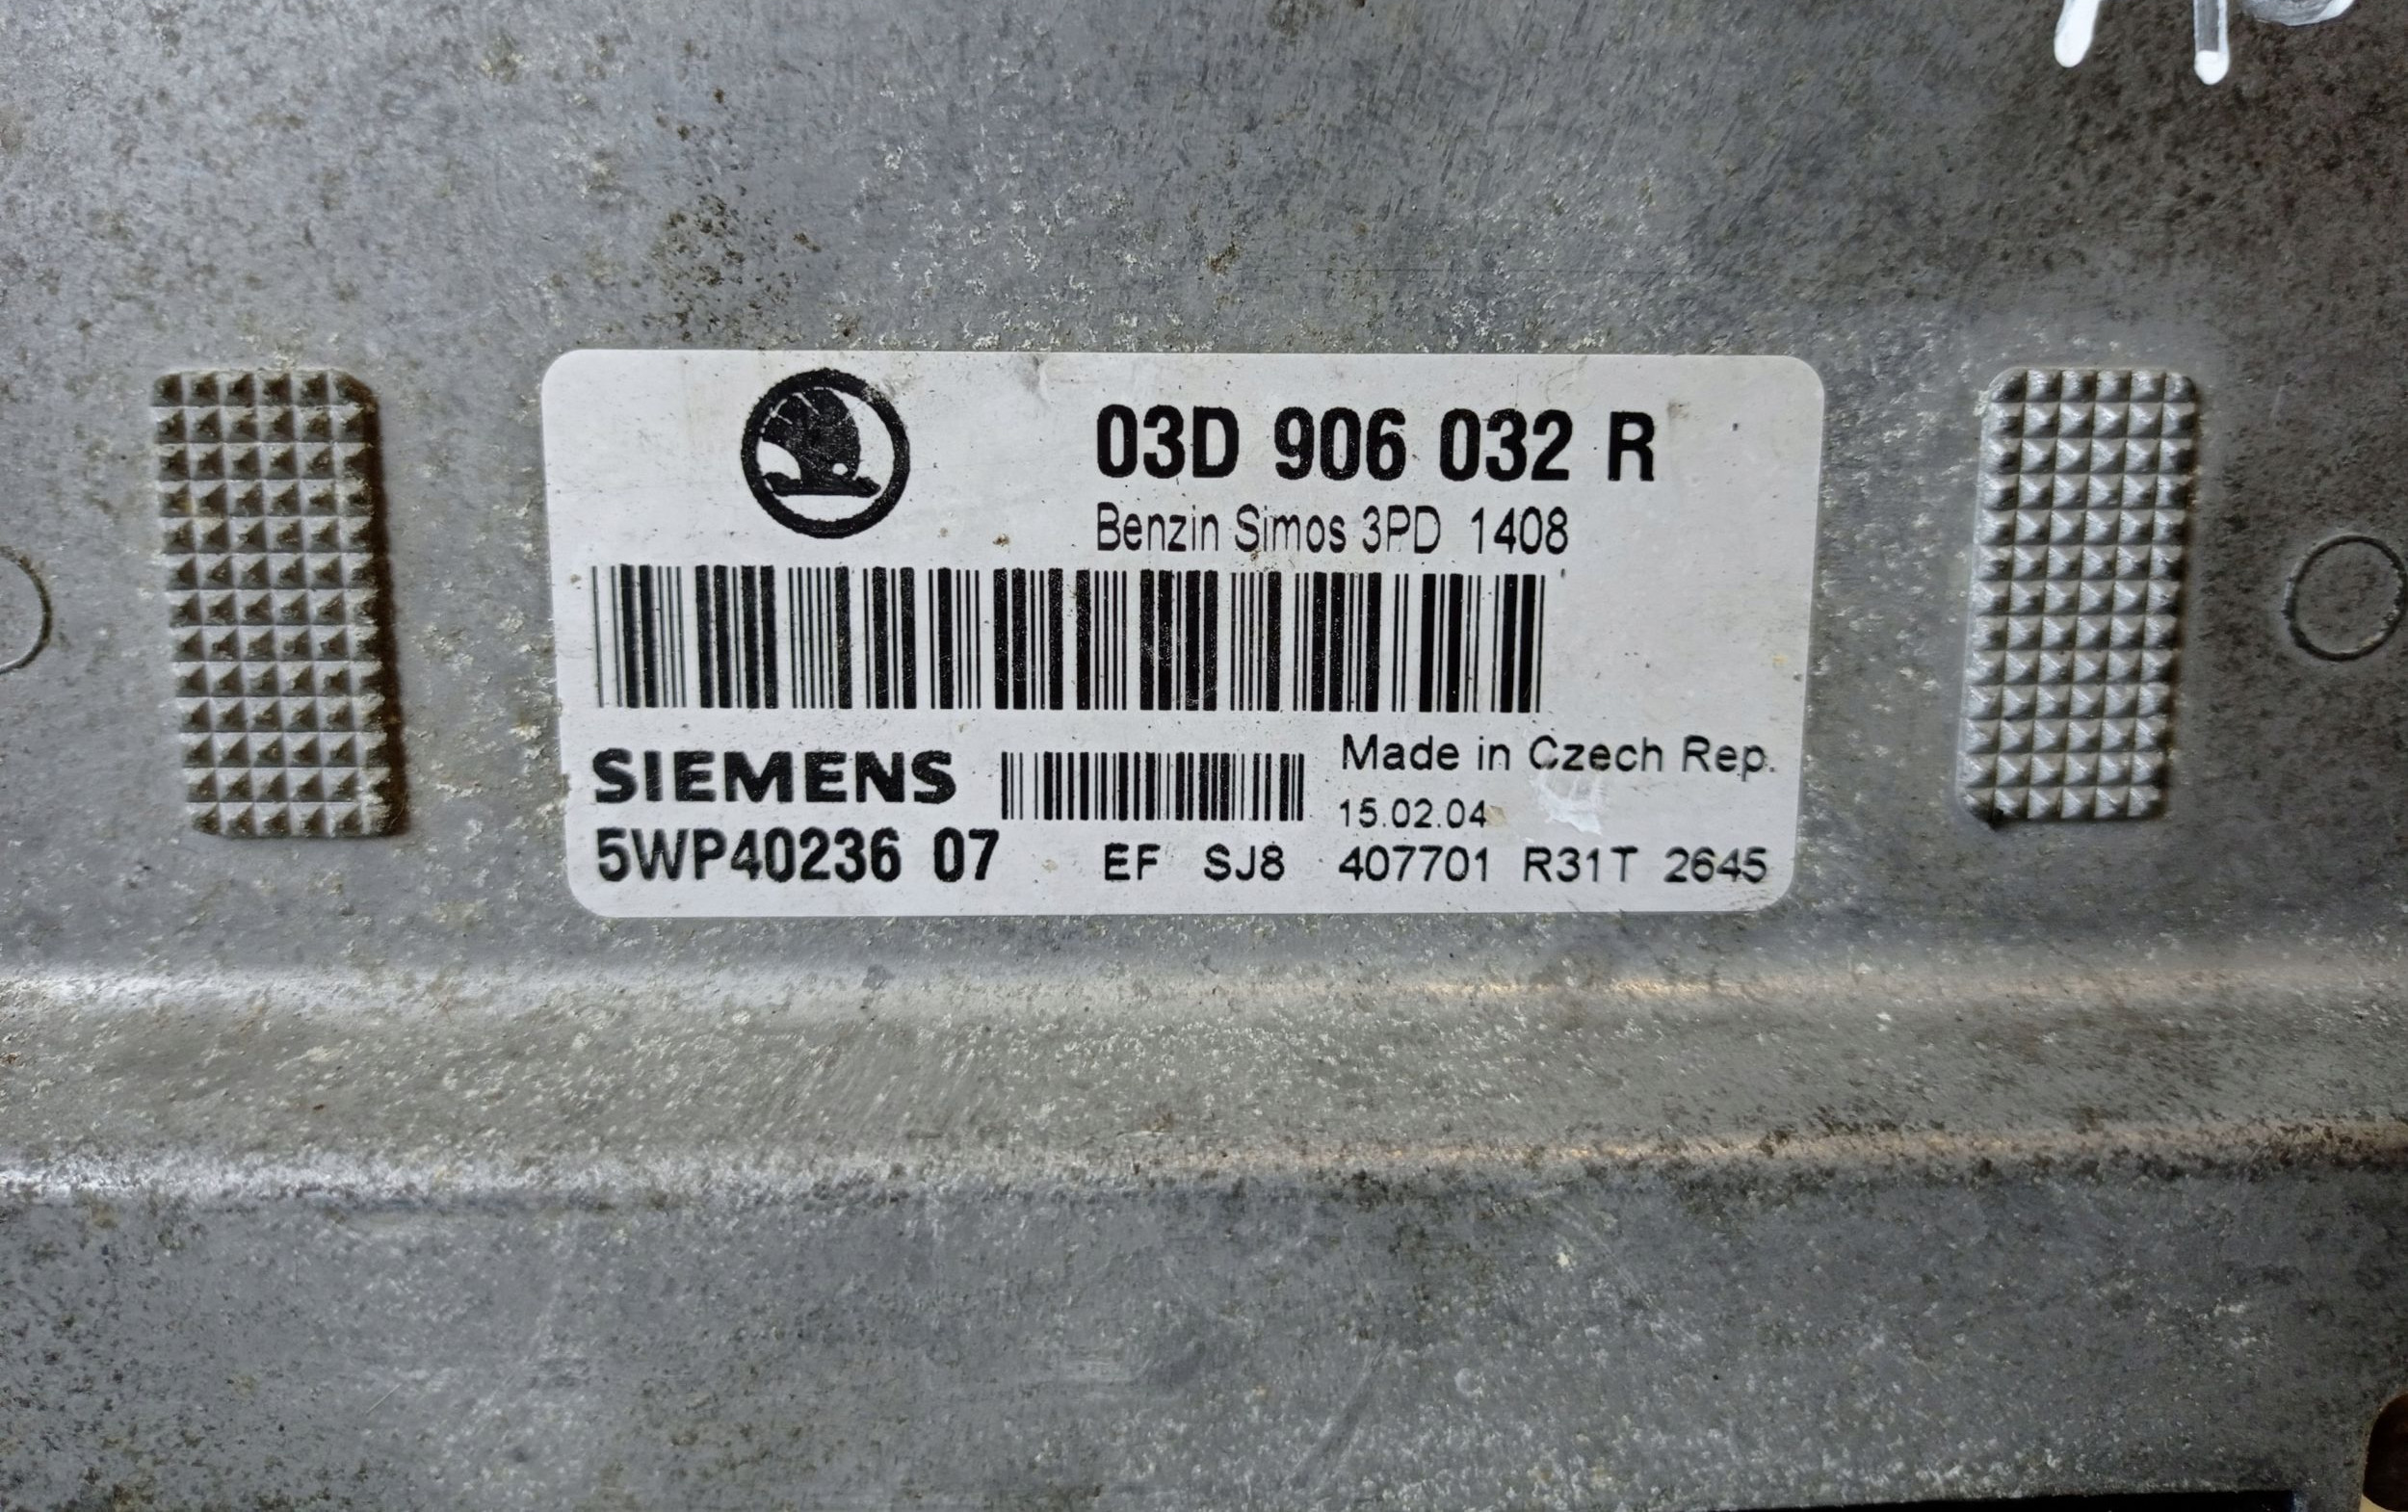 03D 906 032 R
Benzin Simos 3PD 1408
SIEMENS
Made in Czech Rep.
15.02.04
5WP40236 07 EF SJ8 407701 R31T 2645